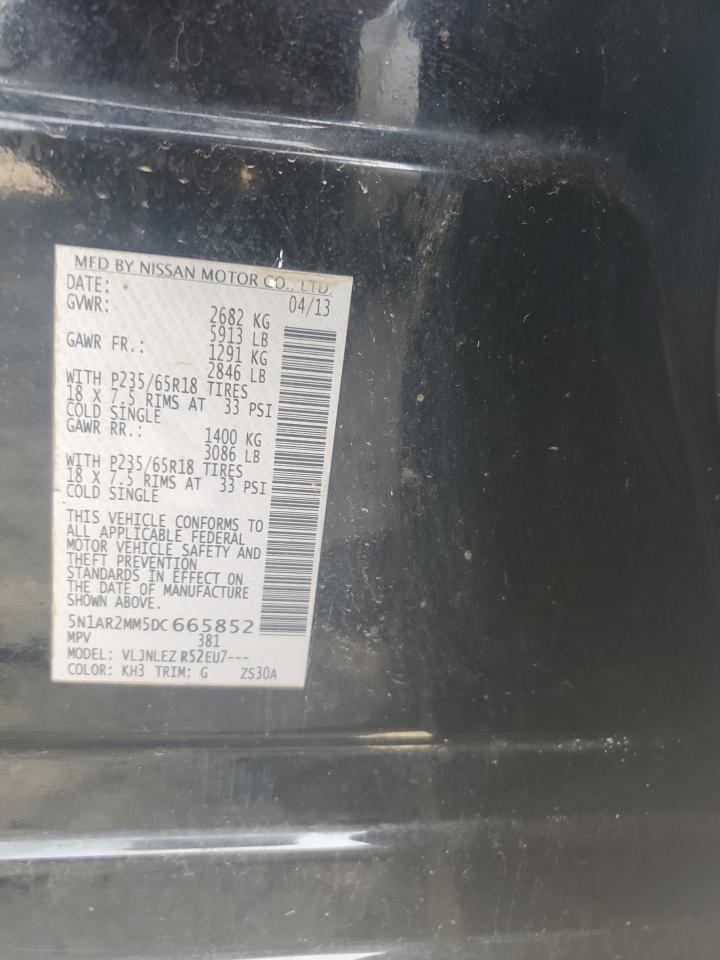 MFD BY NISSAN MOTOR CO., LTD.
DATE: 04/13
GVWR: 2682 KG
5913 LB
GAWR FR.: 1291 KG
2846 LB
WITH P235/65R18 TIRES
18 X 7.5 RIMS AT 33 PSI
COLD SINGLE
GAWR RR.: 1400 KG
3086 LB
WITH P235/65R18 TIRES
18 X 7.5 RIMS AT 33 PSI
COLD SINGLE
THIS VEHICLE CONFORMS TO
ALL APPLICABLE FEDERAL
MOTOR VEHICLE SAFETY AND
THEFT PREVENTION
STANDARDS IN EFFECT ON
THE DATE OF MANUFACTURE
SHOWN ABOVE.
5N1AR2MM5DC665852
MPV 381
MODEL: VLJNLEZ R52EU7---
COLOR: KH3 TRIM: G ZS30A